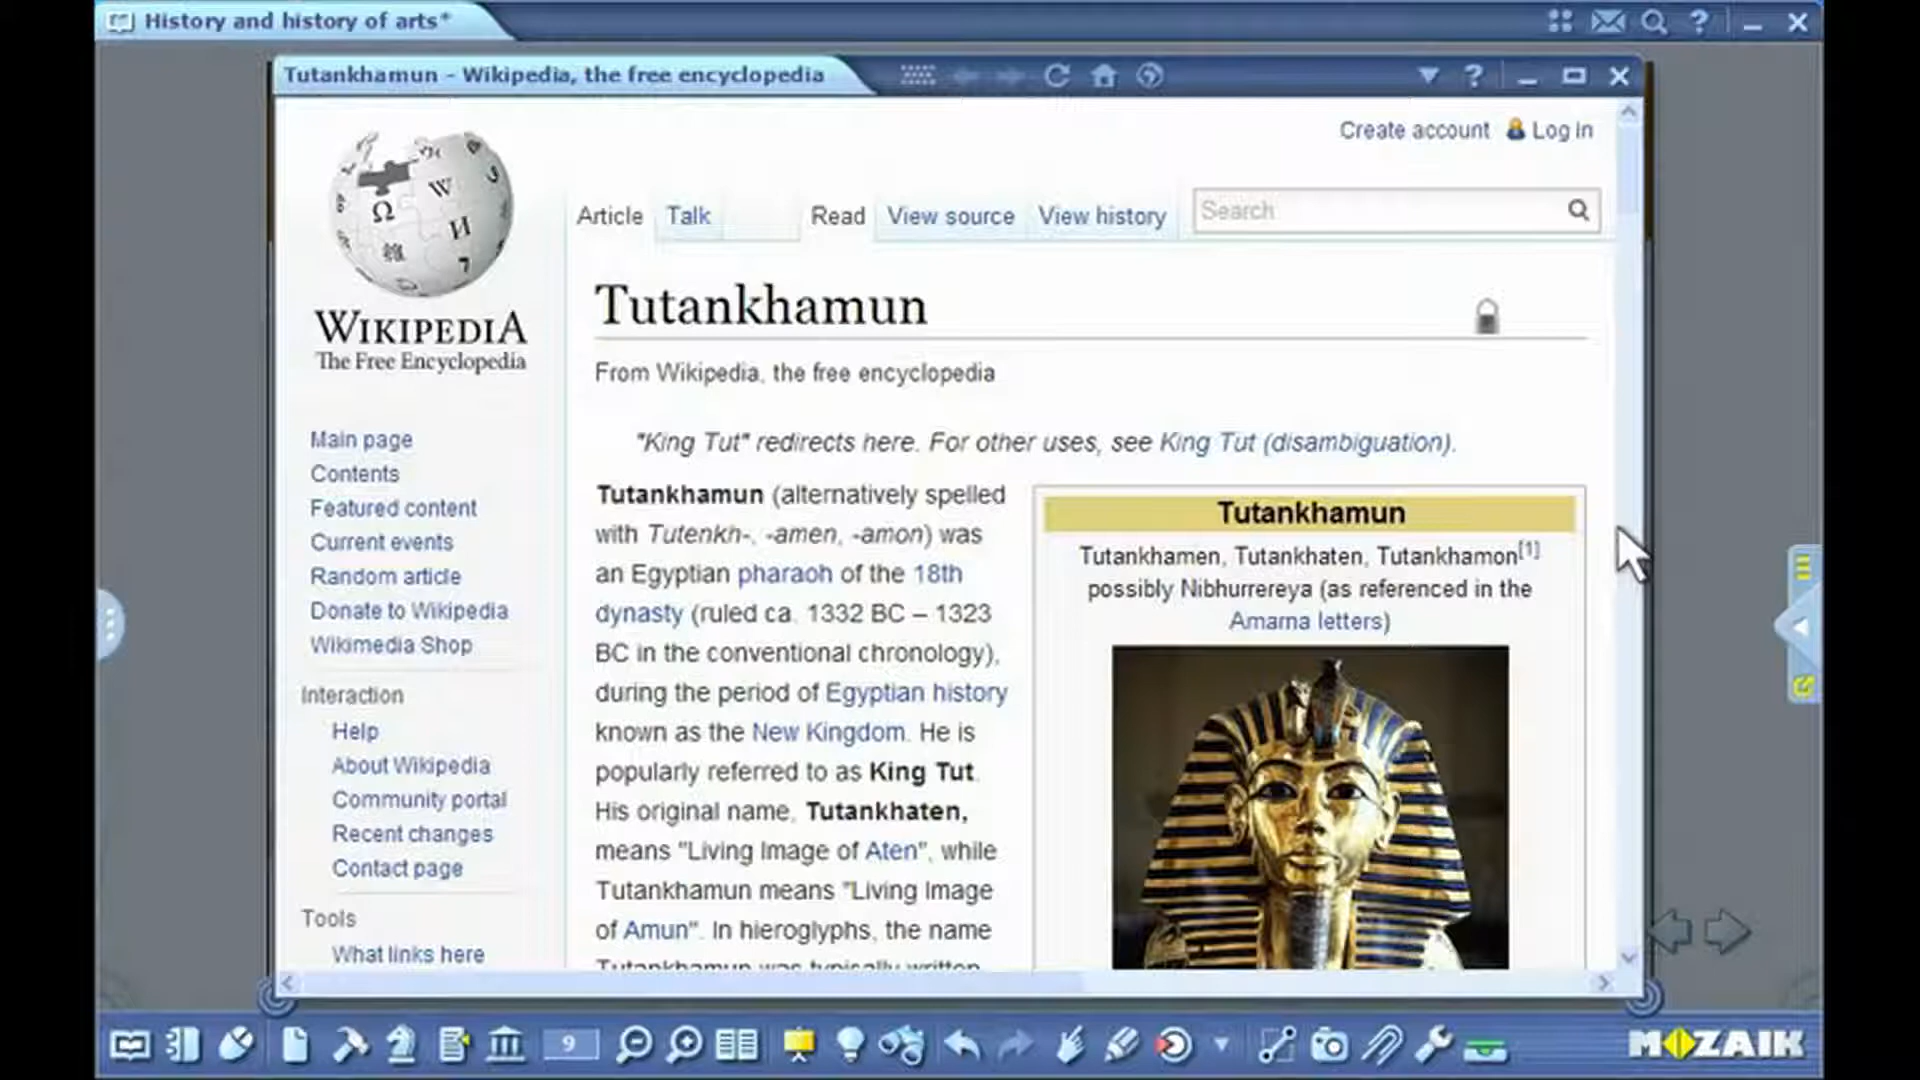 History and history of arts*
Tutankhamun - Wikipedia, the free encyclopedia
Create account Log in
Article Talk Read View source View history Search
WIKIPEDIA
The Free Encyclopedia
Main page
Contents
Featured content
Current events
Random article
Donate to Wikipedia
Wikimedia Shop
Interaction
Help
About Wikipedia
Community portal
Recent changes
Contact page
Tools
What links here
Tutankhamun
From Wikipedia, the free encyclopedia
"King Tut" redirects here. For other uses, see King Tut (disambiguation).
Tutankhamun (alternatively spelled
with Tutenkh-, -amen, -amon) was
an Egyptian pharaoh of the 18th
dynasty (ruled ca. 1332 BC – 1323
BC in the conventional chronology),
during the period of Egyptian history
known as the New Kingdom. He is
popularly referred to as King Tut.
His original name, Tutankhaten,
means "Living Image of Aten", while
Tutankhamun means "Living Image
of Amun". In hieroglyphs, the name
Tutankhamun was typically written
Tutankhamun
Tutankhamen, Tutankhaten, Tutankhamon[1]
possibly Nibhurrereya (as referenced in the
Amarna letters)
9
MOZAIK